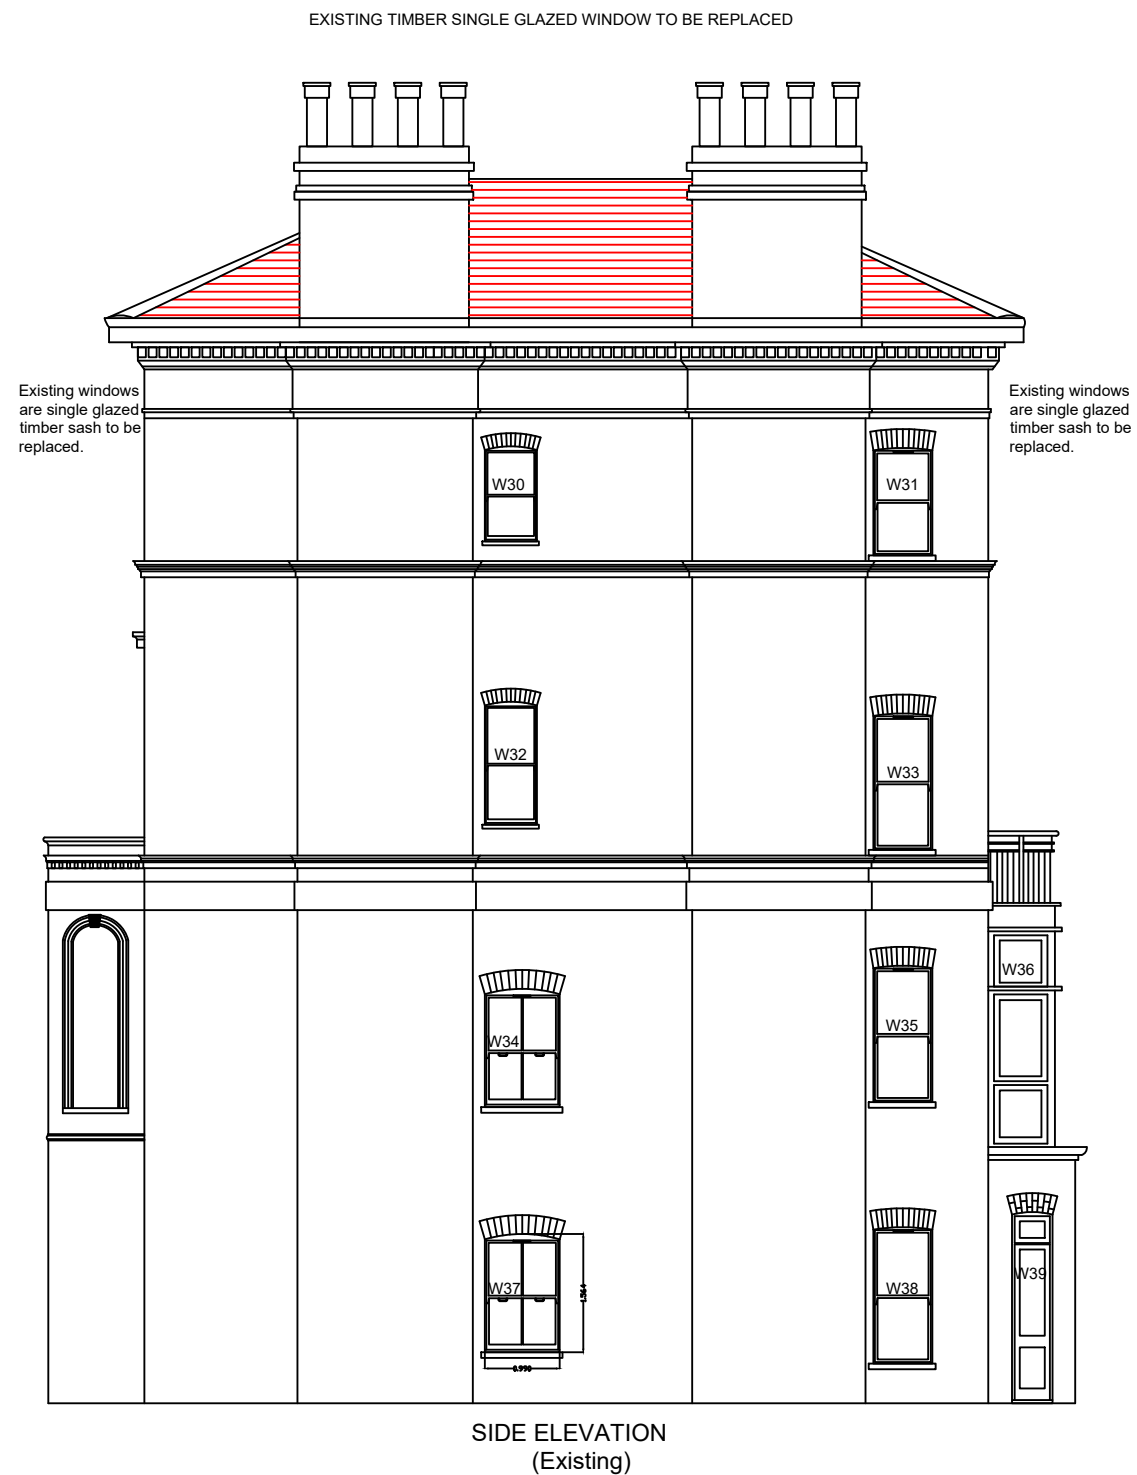 EXISTING TIMBER SINGLE GLAZED WINDOW TO BE REPLACED
Existing windows
are single glazed
timber sash to be
replaced.
Existing windows
are single glazed
timber sash to be
replaced.
W30
W31
W32
W33
W34
W35
W36
W37
W38
W39
0.990
SIDE ELEVATION
(Existing)